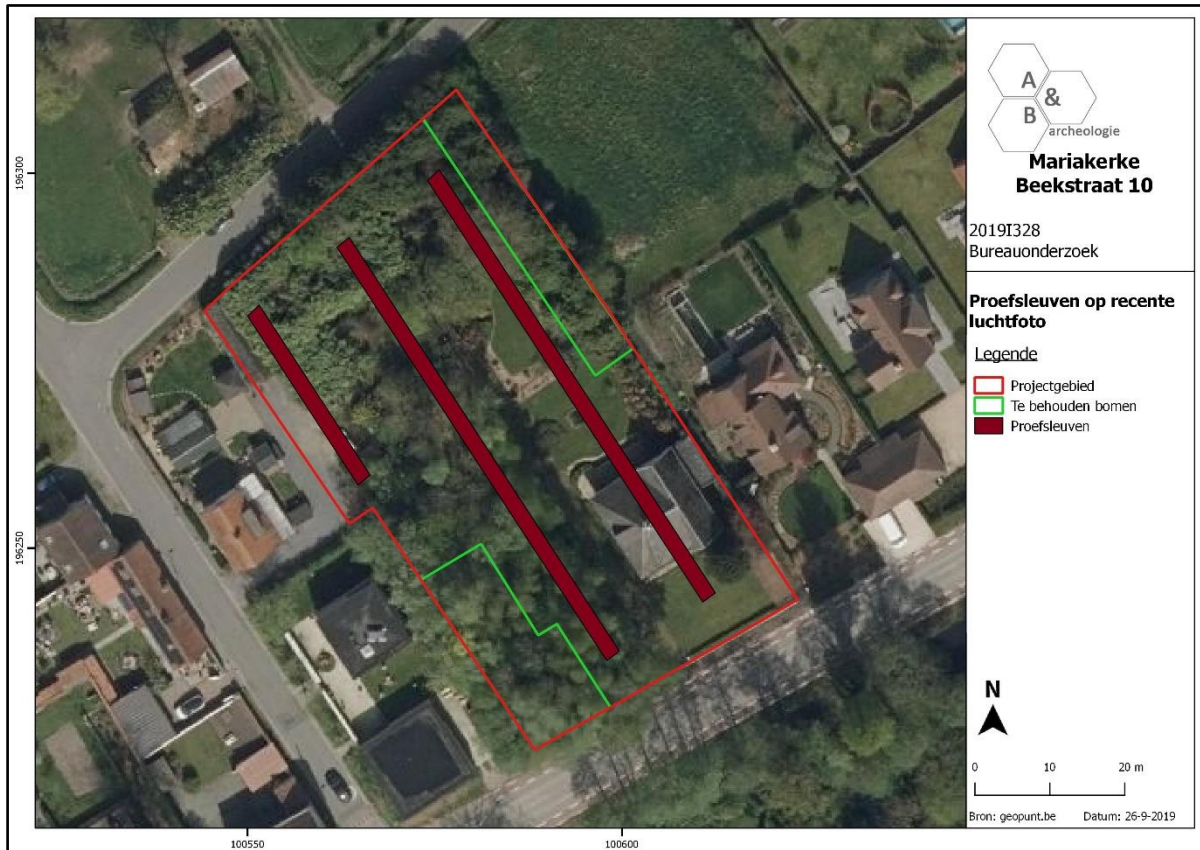 A
&
B
archeologie
Mariakerke
Beekstraat 10
2019I328
Bureauonderzoek
Proefsleuven op recente
luchtfoto
Legende
Projectgebied
Te behouden bomen
Proefsleuven
N
0 10 20 m
Bron: geopunt.be Datum: 26-9-2019
196300
196250
100550 100600